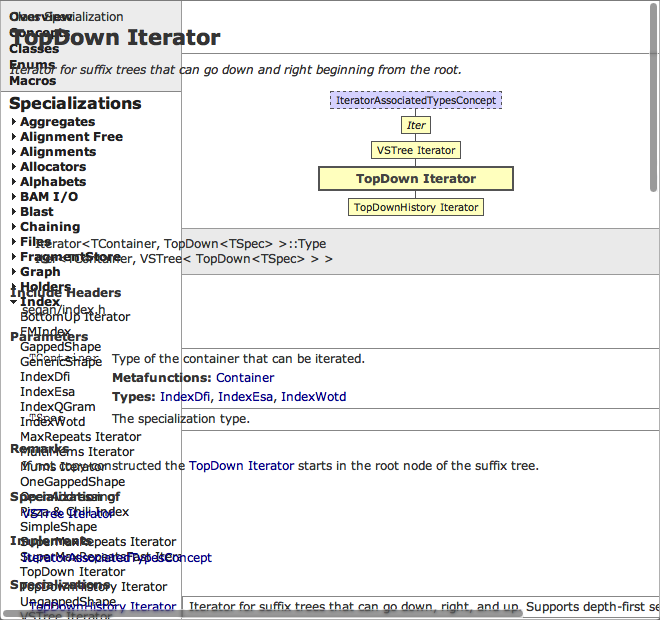 Overview
Class Specialization
Concepts
TopDown Iterator
Classes
Enums
Iterator for suffix trees that can go down and right beginning from the root.
Macros
Specializations
Aggregates
Alignment Free
Alignments
Allocators
Alphabets
BAM I/O
Blast
Chaining
Files
FragmentStore
Graph
Holders
Index
BottomUp Iterator
FMIndex
GappedShape
GenericShape
IndexDfi
IndexEsa
IndexQGram
IndexWotd
MaxRepeats Iterator
MultiMems Iterator
Mums Iterator
OneGappedShape
OpenAddressing
Pizza & Chili Index
SimpleShape
SuperMaxRepeats Iterator
SuperMaxRepeatsFast Itera
TopDown Iterator
TopDownHistory Iterator
UngappedShape
VSTree Iterator
IteratorAssociatedTypesConcept
Iter
VSTree Iterator
TopDown Iterator
TopDownHistory Iterator
Iterator<TContainer, TopDown<TSpec> >::Type
Iter<TContainer, VSTree< TopDown<TSpec> > >
Include Headers
seqan/index.h
Parameters
TContainer Type of the container that can be iterated.
Metafunctions: Container
Types: IndexDfi, IndexEsa, IndexWotd
TSpec The specialization type.
Remarks
If not copy-constructed the TopDown Iterator starts in the root node of the suffix tree.
Specialization of
VSTree Iterator
Implements
IteratorAssociatedTypesConcept
Specializations
TopDownHistory Iterator Iterator for suffix trees that can go down, right, and up. Supports depth-first se